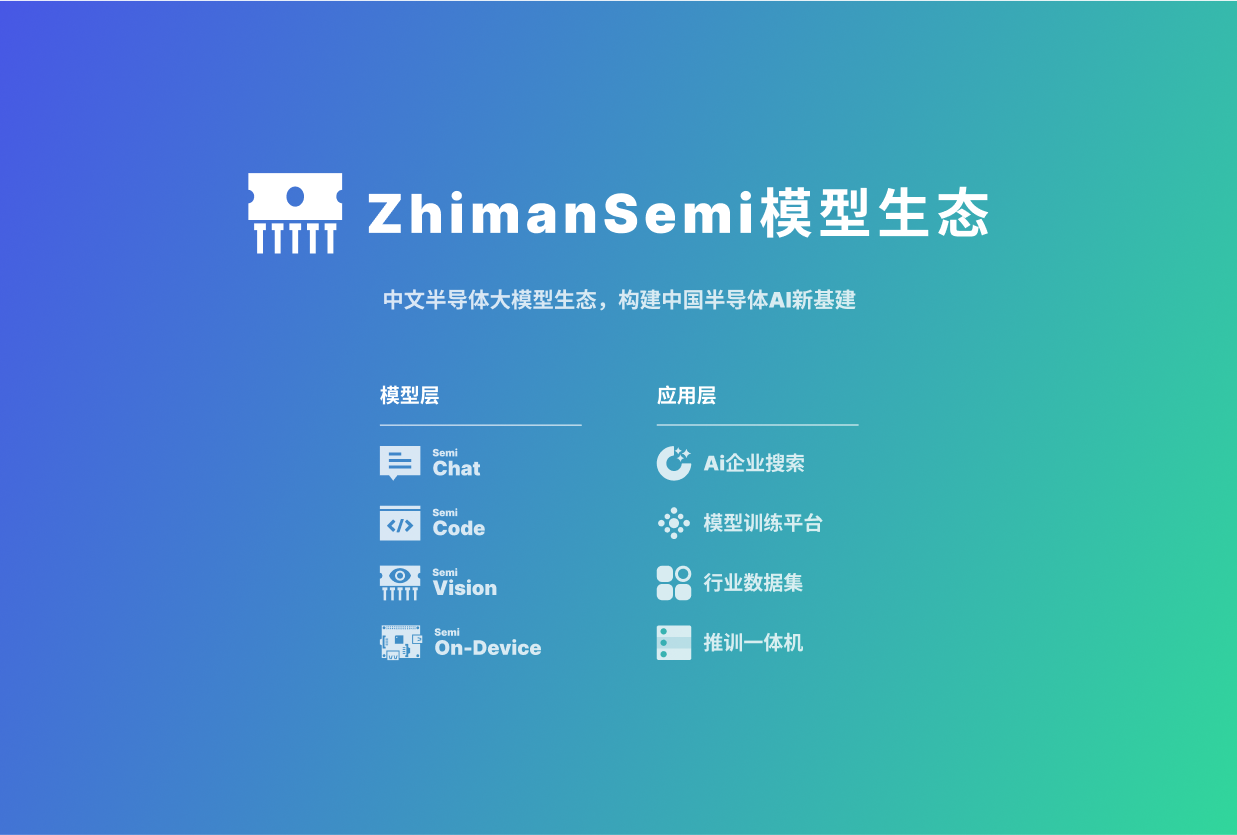 ZhimanSemi模型生态
中文半导体大模型生态，构建中国半导体AI新基建
模型层
Semi
Chat
Semi
Code
Semi
Vision
Semi
On-Device
应用层
Ai企业搜索
模型训练平台
行业数据集
推训一体机